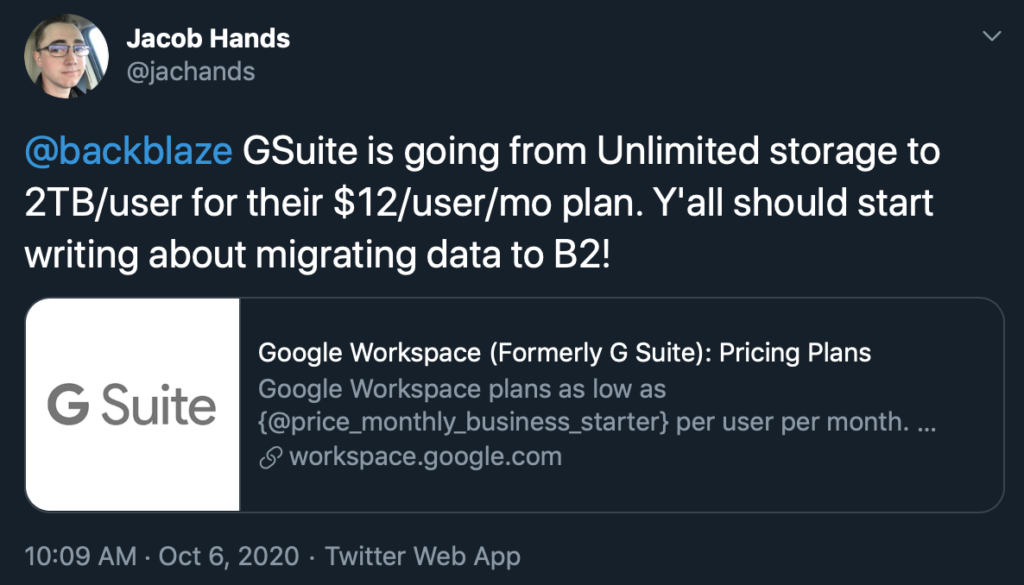 Jacob Hands
@jachands
@backblaze GSuite is going from Unlimited storage to
2TB/user for their $12/user/mo plan. Y'all should start
writing about migrating data to B2!
G Suite
Google Workspace (Formerly G Suite): Pricing Plans
Google Workspace plans as low as
{@price_monthly_business_starter} per user per month. ...
workspace.google.com
10:09 AM · Oct 6, 2020 · Twitter Web App